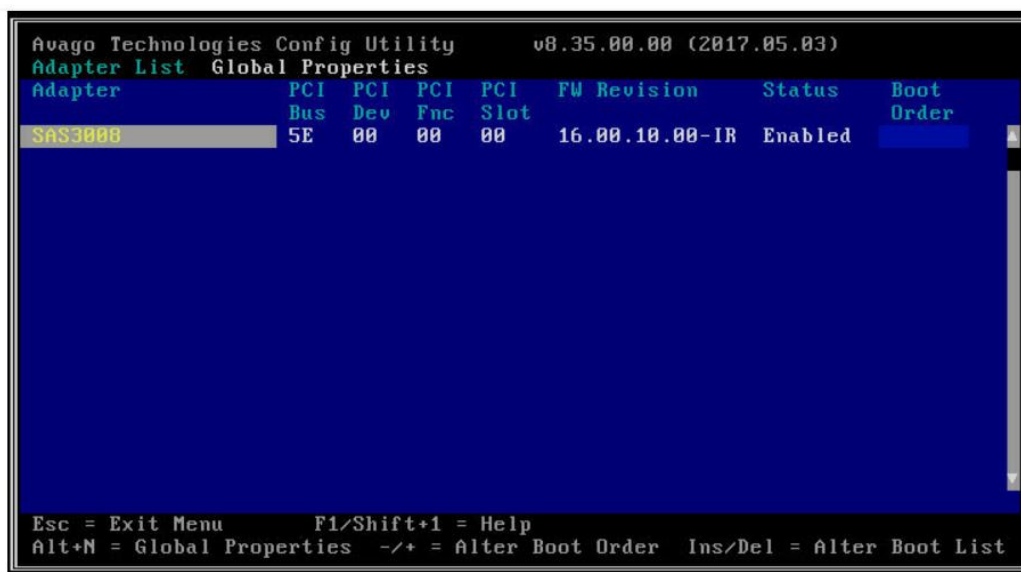 Avago Technologies Config Utility v8.35.00.00 (2017.05.03)
Adapter List Global Properties
Adapter PCI PCI PCI PCI FW Revision Status Boot
Bus Dev Fnc Slot Order
SAS3008 5E 00 00 00 16.00.10.00-IR Enabled
Esc = Exit Menu F1/Shift+1 = Help
Alt+N = Global Properties -/+ = Alter Boot Order Ins/Del = Alter Boot List